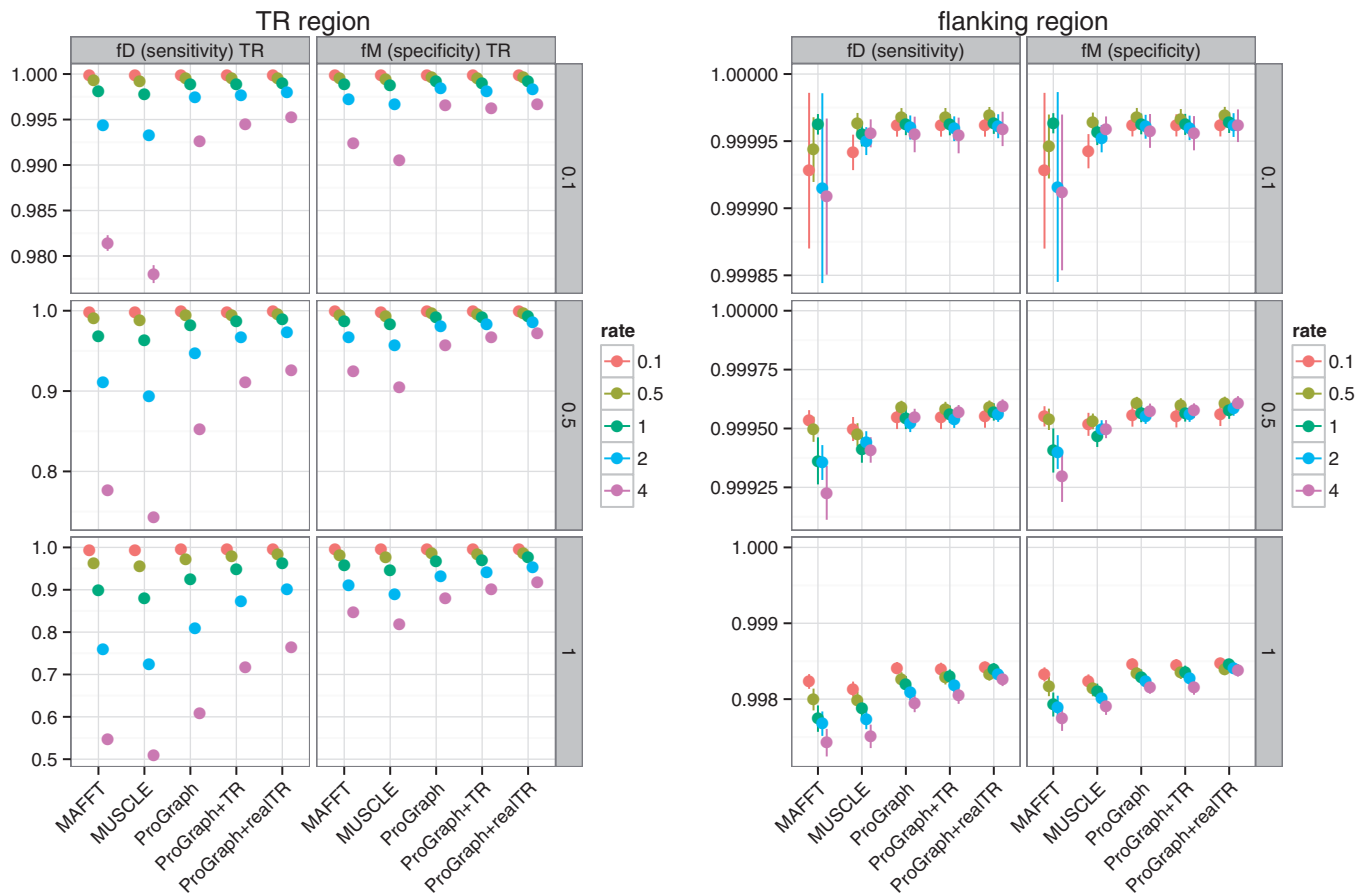 TR region
fD (sensitivity) TR
fM (specificity) TR
1.000
0.995
0.990
0.985
0.980
0.1
1.0
0.9
0.8
0.5
1.0
0.9
0.8
0.7
0.6
0.5
1
MAFFT
MUSCLE
ProGraph
ProGraph+TR
ProGraph+realTR
MAFFT
MUSCLE
ProGraph
ProGraph+TR
ProGraph+realTR
rate
0.1
0.5
1
2
4
flanking region
fD (sensitivity)
fM (specificity)
1.00000
0.99995
0.99990
0.99985
0.1
1.00000
0.99975
0.99950
0.99925
0.5
1.000
0.999
0.998
1
MAFFT
MUSCLE
ProGraph
ProGraph+TR
ProGraph+realTR
MAFFT
MUSCLE
ProGraph
ProGraph+TR
ProGraph+realTR
rate
0.1
0.5
1
2
4